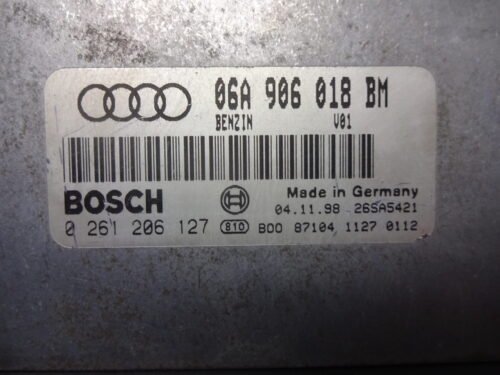 06A 906 018 BM
BENZIN V01
BOSCH
Made in Germany
04.11.98 26SA5421
0 261 206 127 810 B00 87104 1127 0112